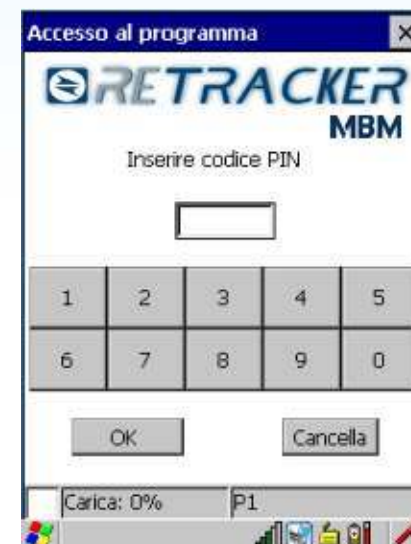 Accesso al programma
RETRACKER
MBM
Inserire codice PIN
1 2 3 4 5
6 7 8 9 0
OK Cancella
Carica: 0% P1